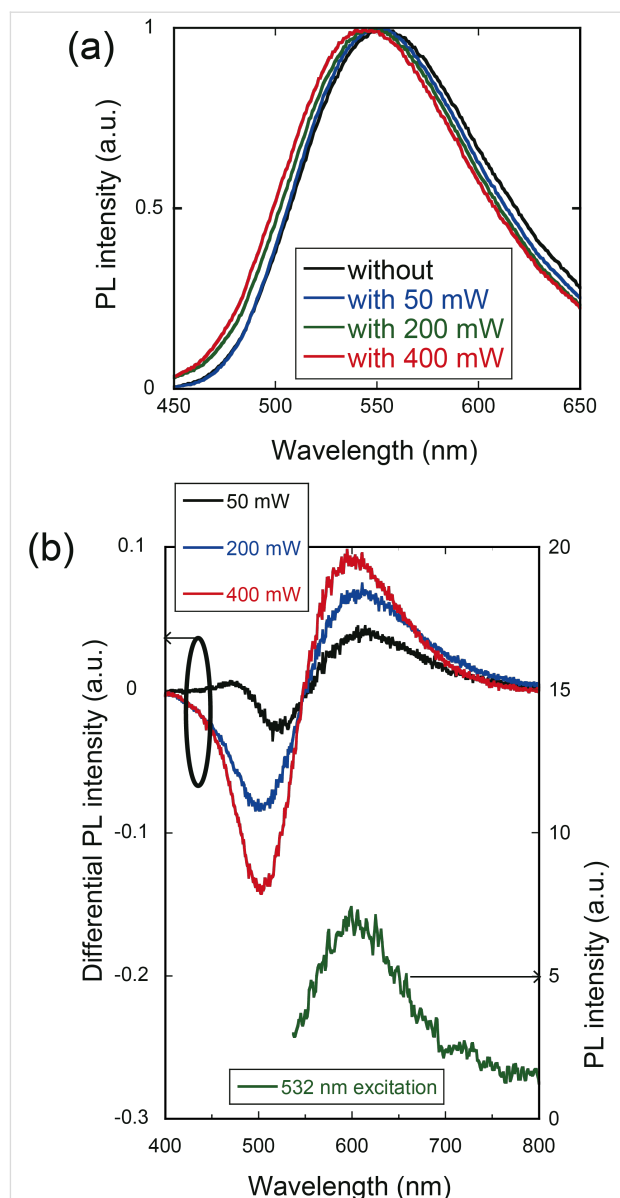 (a)
1
0.5
0
PL intensity (a.u.)
without
with 50 mW
with 200 mW
with 400 mW
450 500 550 600 650
Wavelength (nm)
(b)
50 mW
200 mW
400 mW
0.1
0
-0.1
-0.2
-0.3
Differential PL intensity (a.u.)
20
15
10
5
0
PL intensity (a.u.)
532 nm excitation
400 500 600 700 800
Wavelength (nm)